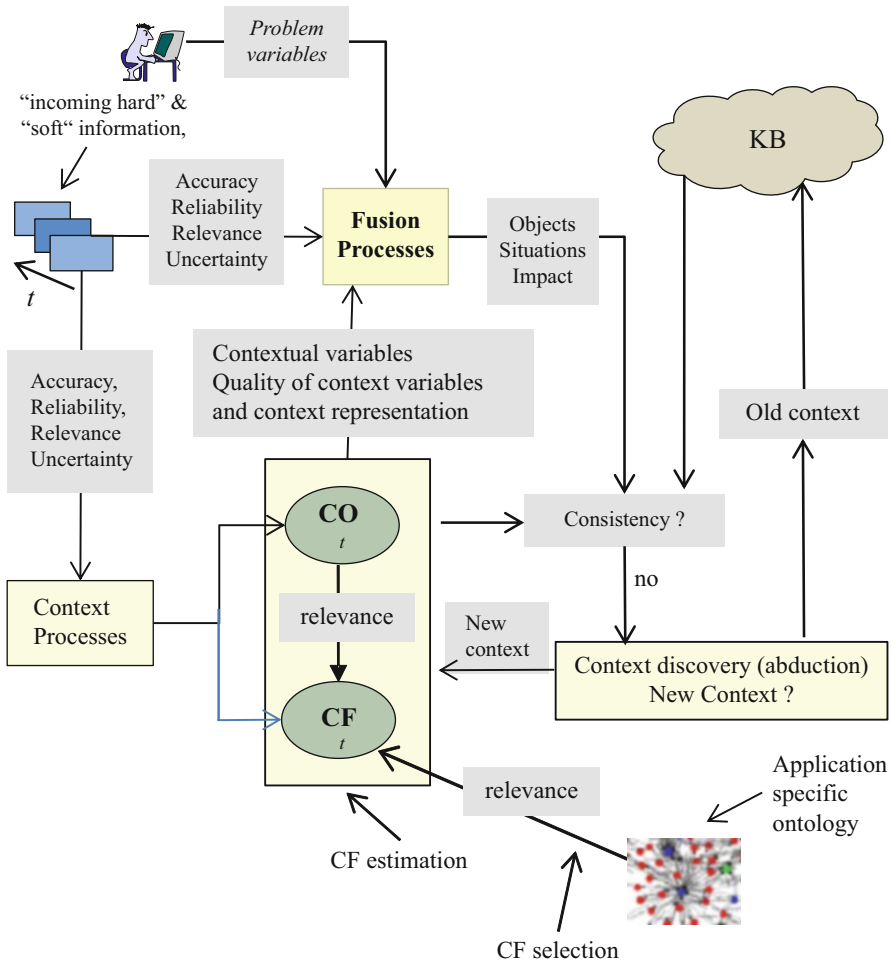 Problem
variables
“incoming hard” &
“soft“ information,
KB
Accuracy
Reliability
Relevance
Uncertainty
Fusion
Processes
Objects
Situations
Impact
t
Contextual variables
Quality of context variables
and context representation
Accuracy,
Reliability,
Relevance
Uncertainty
Old context
CO
t
Consistency ?
no
relevance
Context
Processes
New
context
Context discovery (abduction)
New Context ?
CF
t
relevance
Application
specific
ontology
CF estimation
CF selection